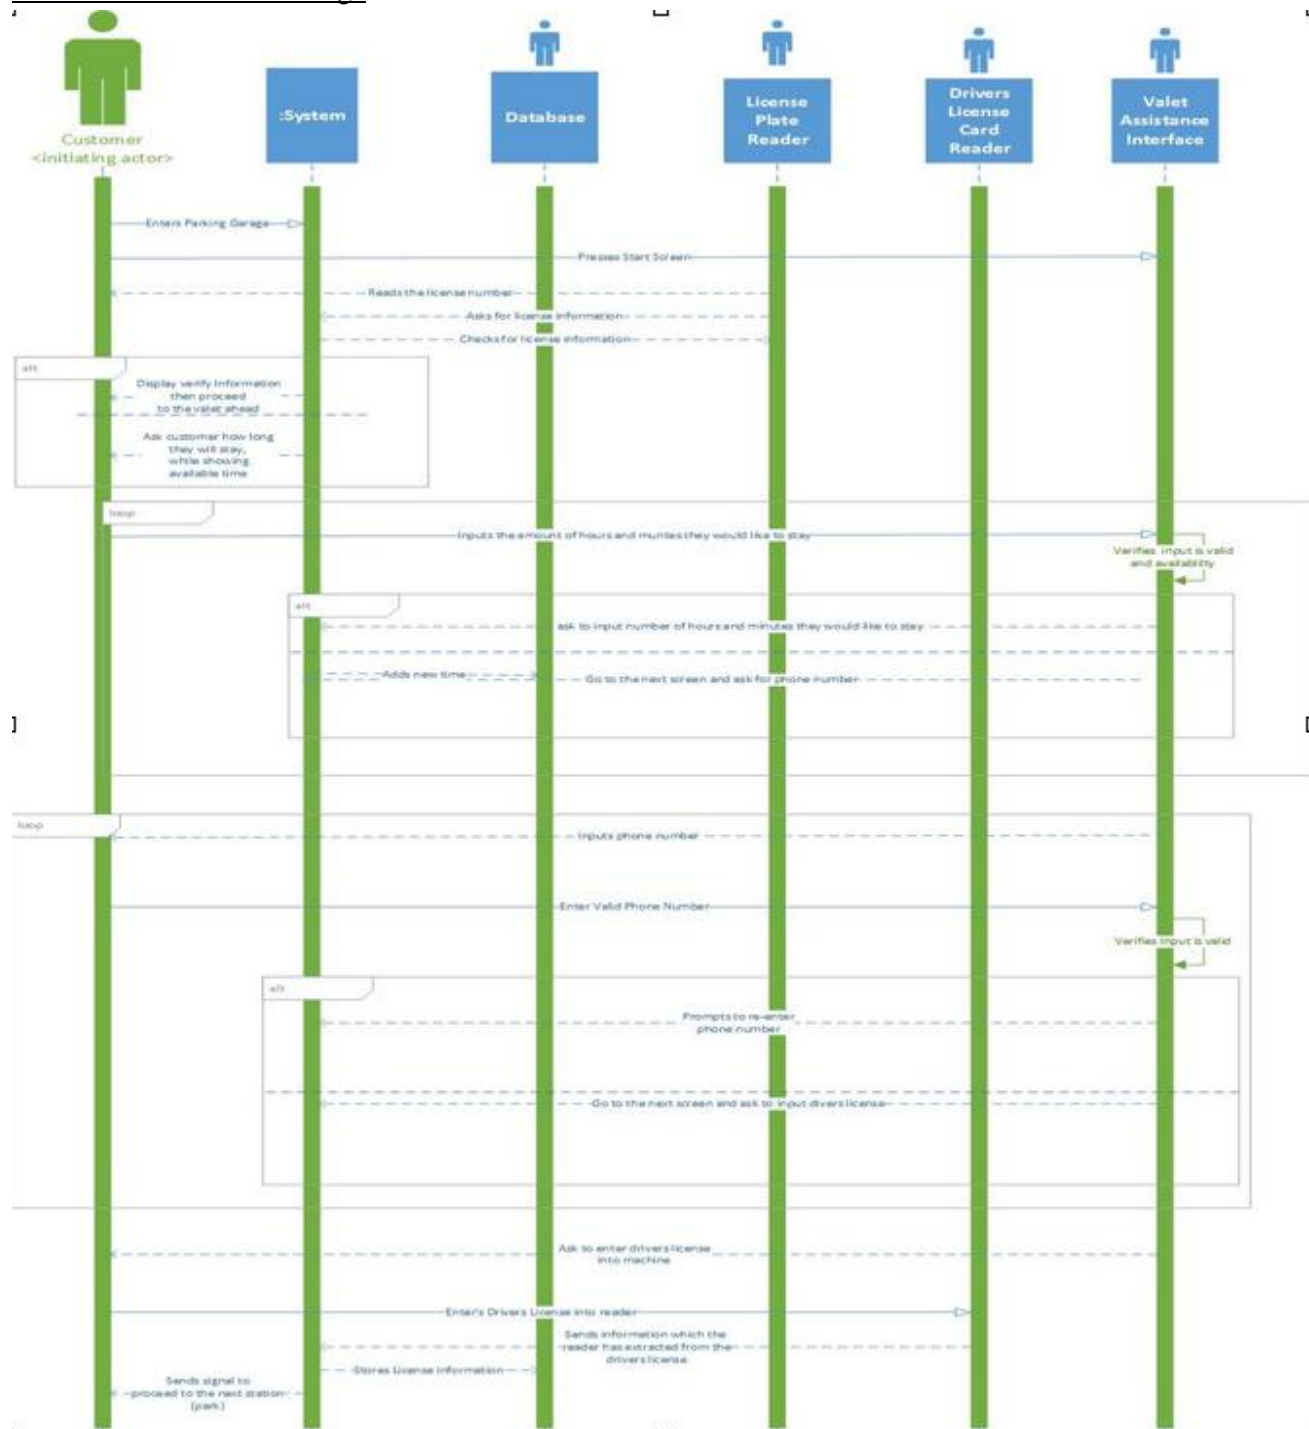 Customer
<initiating actor>
:System
Database
License
Plate
Reader
Drivers
License
Card
Reader
Valet
Assistance
Interface
Enters Parking Garage
Presses Start Screen
Reads the license number
Asks for license information
Checks for license information
alt
Display verify Information
then proceed
to the valet ahead
Ask customer how long
they will stay,
while showing
available time
loop
Inputs the amount of hours and muntes they would like to stay
Verifies input is valid
and availability
alt
ask to input number of hours and minutes they would like to stay
Adds new time
Go to the next screen and ask for phone number
loop
Inputs phone number
Enter Valid Phone Number
Verifies input is valid
alt
Prompts to re-enter
phone number
Go to the next screen and ask to input divers license
Ask to enter drivers license
into machine
Enter's Drivers License into reader
Sends information which the
reader has extracted from the
drivers license
Stores License Information
Sends signal to
proceed to the next station
(park)